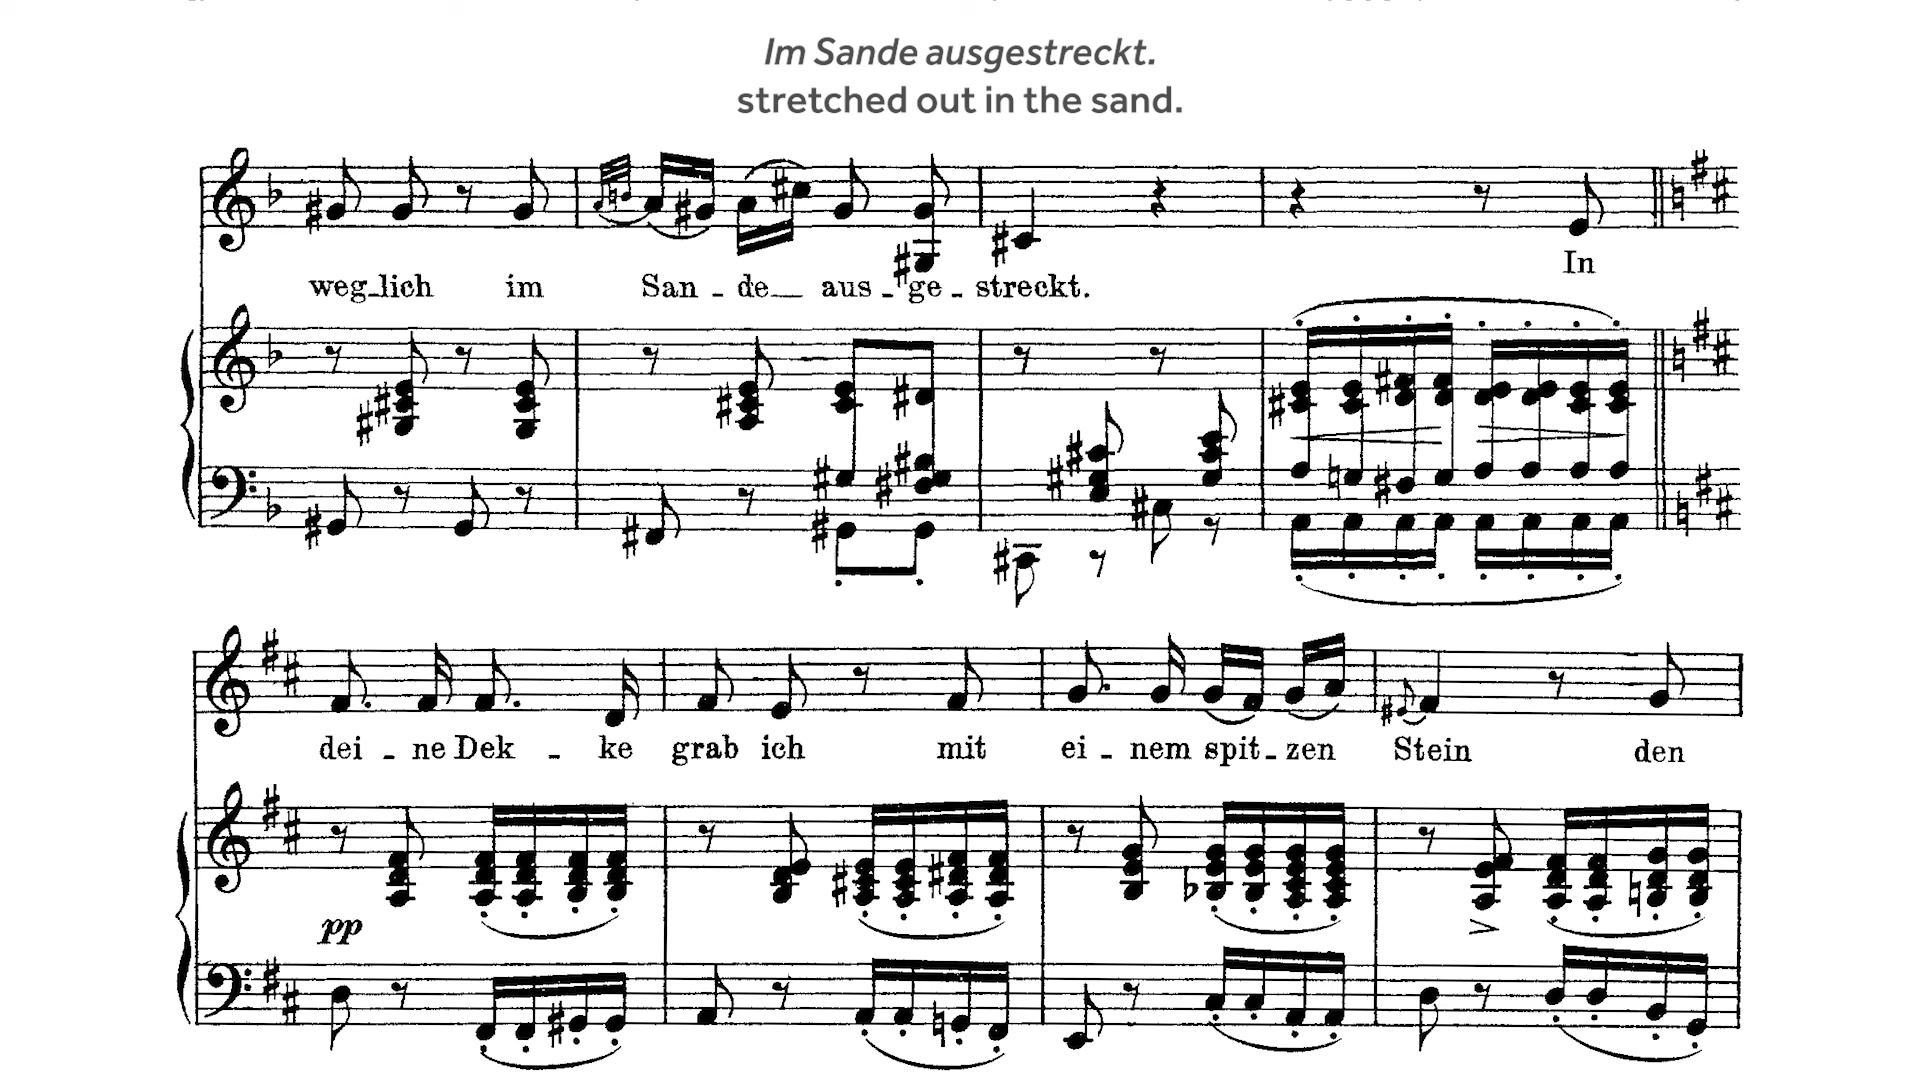 Im Sande ausgestreckt.
stretched out in the sand.
weg_lich im San - de__ aus - ge - streckt. In
dei - ne Dek - ke grab ich mit ei - nem spit - zen Stein den
pp